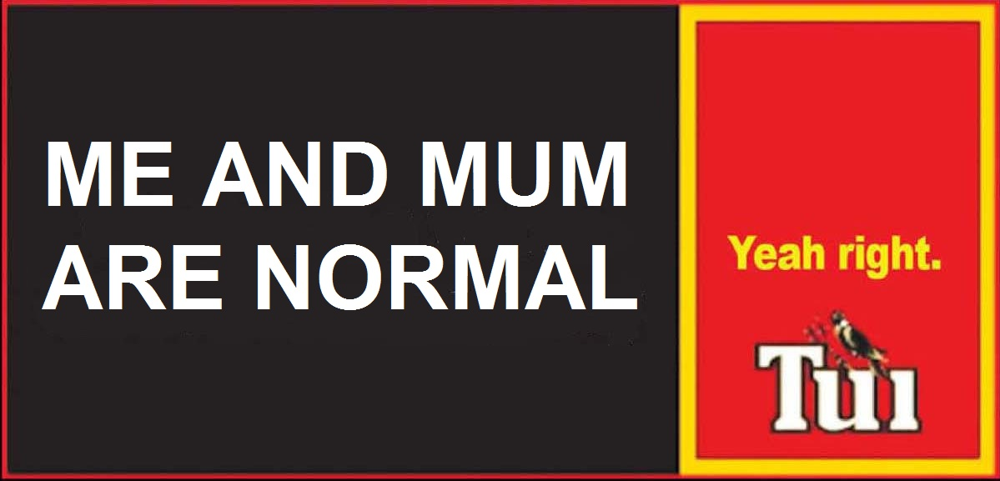 ME AND MUM
ARE NORMAL
Yeah right.
Tui